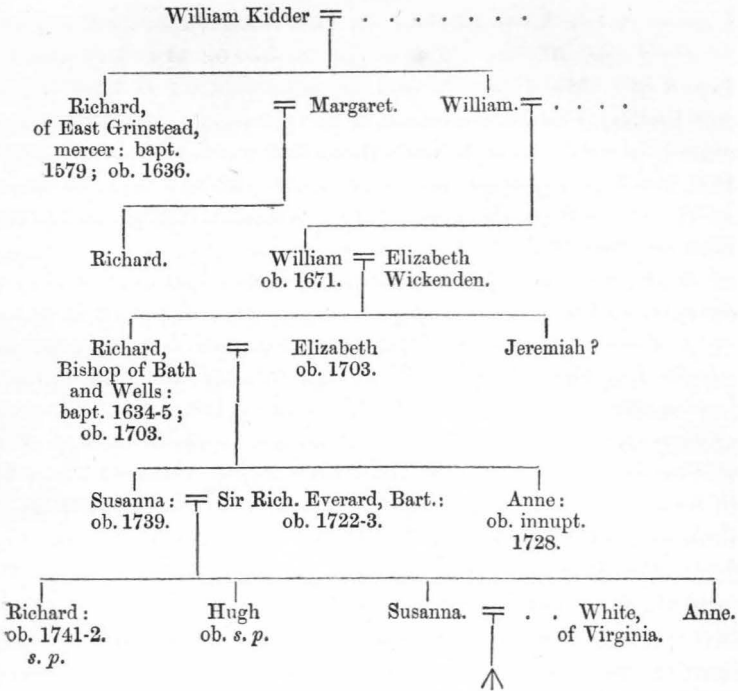 William Kidder = . . . . . . .
Richard, = Margaret. William. = . . . .
of East Grinstead,
mercer: bapt.
1579; ob. 1636.
Richard. William = Elizabeth
ob. 1671. Wickenden.
Richard, = Elizabeth Jeremiah?
Bishop of Bath ob. 1703.
and Wells:
bapt. 1634-5;
ob. 1703.
Susanna: = Sir Rich. Everard, Bart.: Anne:
ob. 1739. ob. 1722-3. ob. innupt.
1728.
Richard: Hugh Susanna. = . . White, Anne.
ob. 1741-2. ob. s. p. of Virginia.
s. p.